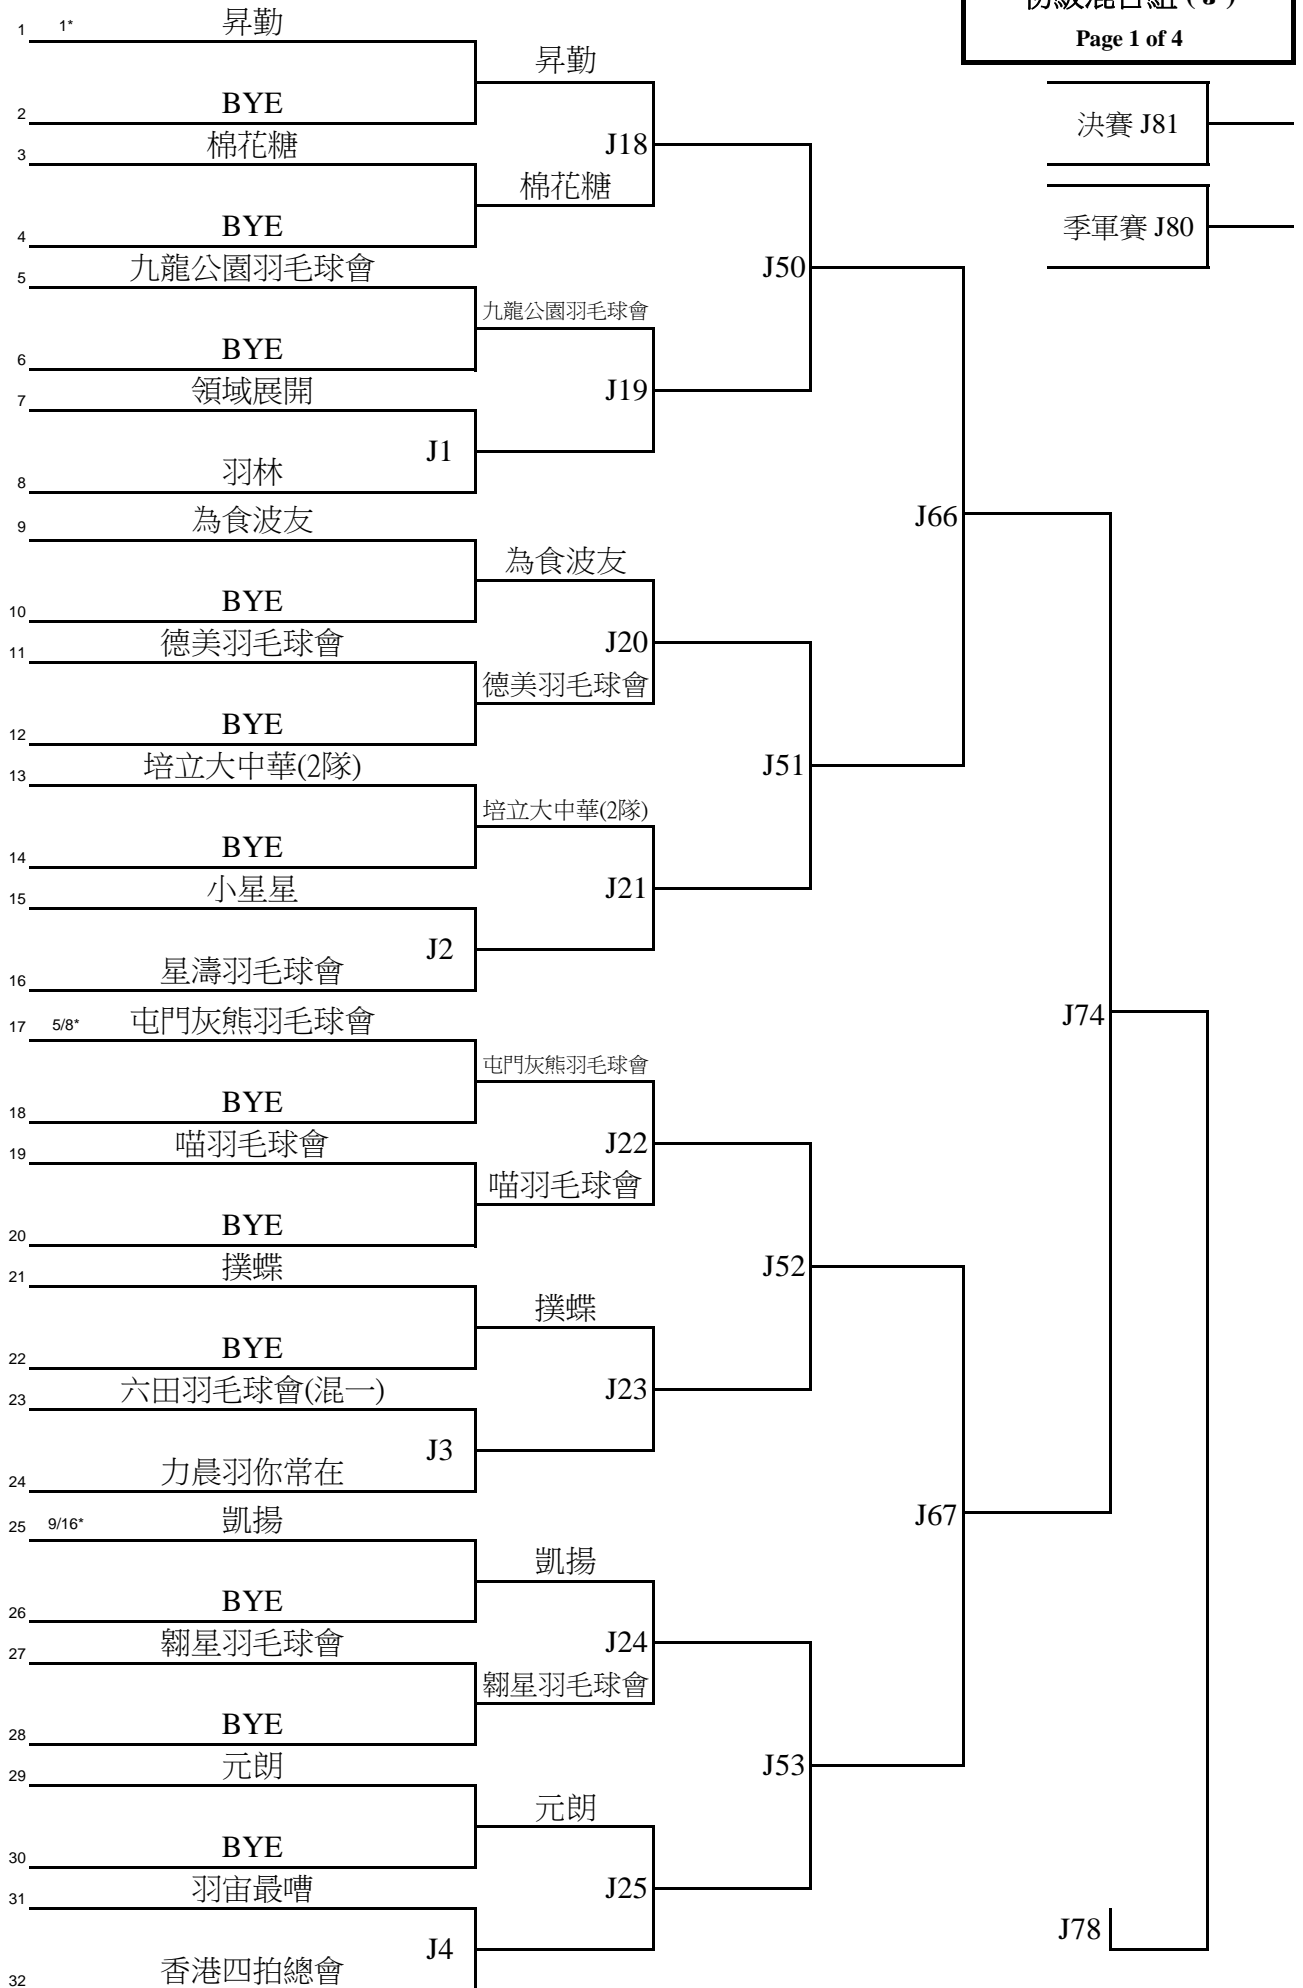 初級混合組 ( J )
Page 1 of 4
1 1* 昇勤
昇勤
2 BYE
3 棉花糖
J18
棉花糖
4 BYE
5 九龍公園羽毛球會
J50
九龍公園羽毛球會
6 BYE
7 領域展開
J19
J1
8 羽林
9 為食波友
J66
為食波友
10 BYE
11 德美羽毛球會
J20
德美羽毛球會
12 BYE
13 培立大中華(2隊)
J51
培立大中華(2隊)
14 BYE
15 小星星
J21
J2
16 星濤羽毛球會
17 5/8* 屯門灰熊羽毛球會
J74
屯門灰熊羽毛球會
18 BYE
19 喵羽毛球會
J22
喵羽毛球會
20 BYE
21 撲蝶
J52
撲蝶
22 BYE
23 六田羽毛球會(混一)
J23
J3
24 力晨羽你常在
25 9/16* 凱揚
J67
凱揚
26 BYE
27 翱星羽毛球會
J24
翱星羽毛球會
28 BYE
29 元朗
J53
元朗
30 BYE
31 羽宙最嘈
J25
J4
32 香港四拍總會
J78
決賽 J81
季軍賽 J80